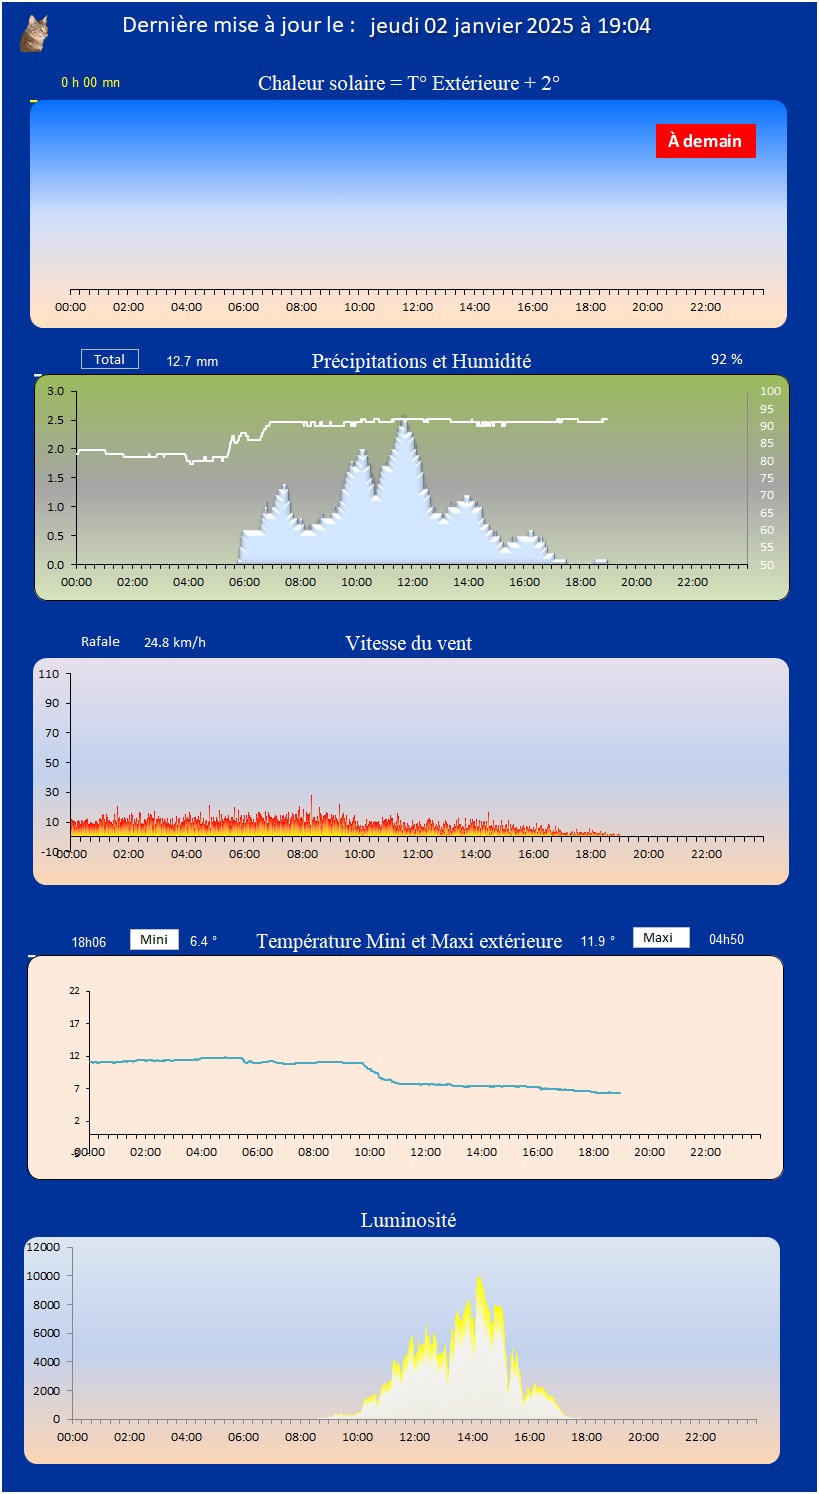 Dernière mise à jour le : jeudi 02 janvier 2025 à 19:04
0 h 00 mn Chaleur solaire = T° Extérieure + 2°
À demain
00:00 02:00 04:00 06:00 08:00 10:00 12:00 14:00 16:00 18:00 20:00 22:00
Total 12.7 mm Précipitations et Humidité 92 %
3.0 100
95
2.5 90
85
2.0 80
1.5 75
70
1.0 65
60
0.5 55
0.0 50
00:00 02:00 04:00 06:00 08:00 10:00 12:00 14:00 16:00 18:00 20:00 22:00
Rafale 24.8 km/h Vitesse du vent
110
90
70
50
30
10
-10
00:00 02:00 04:00 06:00 08:00 10:00 12:00 14:00 16:00 18:00 20:00 22:00
18h06 Mini 6.4 ° Température Mini et Maxi extérieure 11.9 ° Maxi 04h50
22
17
12
7
2
00:00 02:00 04:00 06:00 08:00 10:00 12:00 14:00 16:00 18:00 20:00 22:00
Luminosité
12000
10000
8000
6000
4000
2000
0
00:00 02:00 04:00 06:00 08:00 10:00 12:00 14:00 16:00 18:00 20:00 22:00